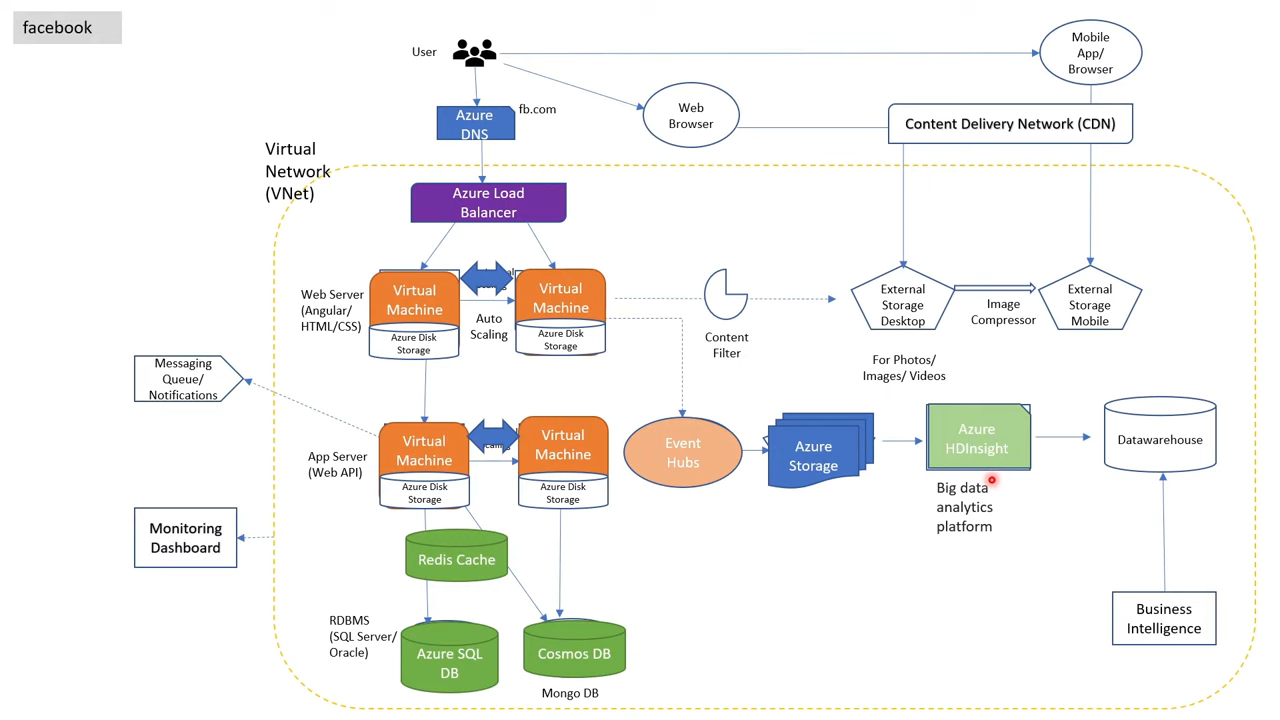 facebook
User
Mobile
App/
Browser
Web
Browser
Azure
DNS
fb.com
Content Delivery Network (CDN)
Virtual
Network
(VNet)
Azure Load
Balancer
Web Server
(Angular/
HTML/CSS)
Virtual
Machine
Azure Disk
Storage
Auto
Scaling
Virtual
Machine
Azure Disk
Storage
Content
Filter
External
Storage
Desktop
Image
Compressor
External
Storage
Mobile
For Photos/
Images/ Videos
Messaging
Queue/
Notifications
App Server
(Web API)
Virtual
Machine
Azure Disk
Storage
Virtual
Machine
Azure Disk
Storage
Event
Hubs
Azure
Storage
Azure
HDInsight
Big data
analytics
platform
Datawarehouse
Monitoring
Dashboard
Redis Cache
RDBMS
(SQL Server/
Oracle)
Azure SQL
DB
Cosmos DB
Mongo DB
Business
Intelligence